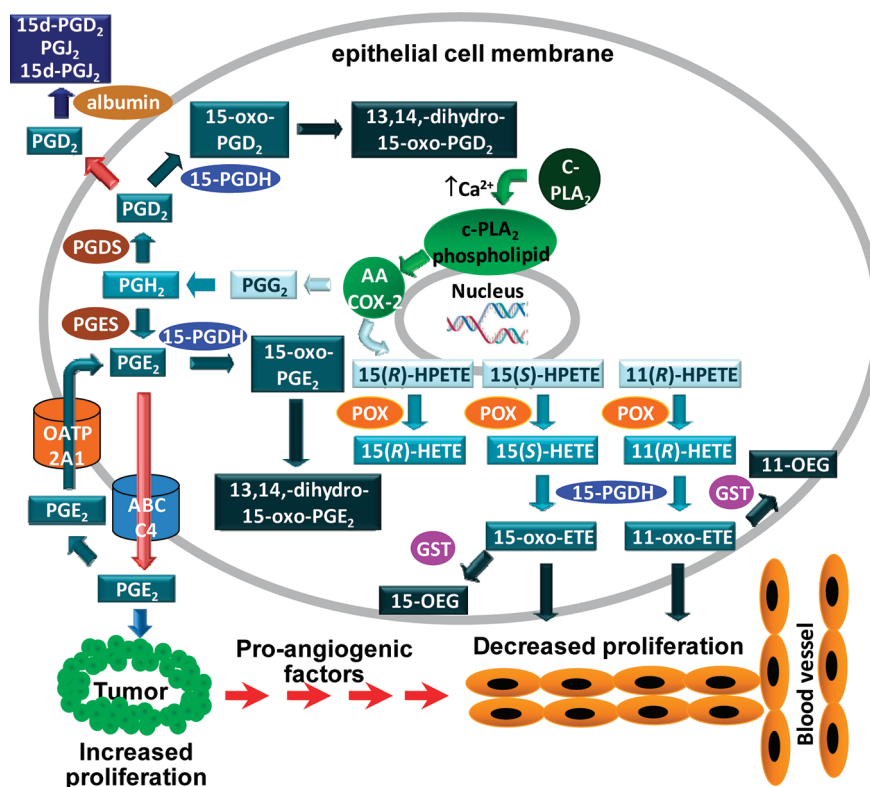 15d-PGD₂
PGJ₂
15d-PGJ₂
epithelial cell membrane
albumin
PGD₂
15-oxo-
PGD₂
13,14,-dihydro-
15-oxo-PGD₂
15-PGDH
C-
PLA₂
↑Ca²⁺
PGD₂
c-PLA₂
phospholipid
PGDS
PGH₂
PGG₂
AA
COX-2
Nucleus
PGES
15-PGDH
PGE₂
15-oxo-
PGE₂
15(R)-HPETE
15(S)-HPETE
11(R)-HPETE
POX
POX
POX
OATP
2A1
15(R)-HETE
15(S)-HETE
11(R)-HETE
11-OEG
13,14,-dihydro-
15-oxo-PGE₂
15-PGDH
GST
PGE₂
ABC
C4
GST
15-oxo-ETE
11-oxo-ETE
PGE₂
15-OEG
Pro-angiogenic
factors
Decreased proliferation
Tumor
Blood vessel
Increased
proliferation